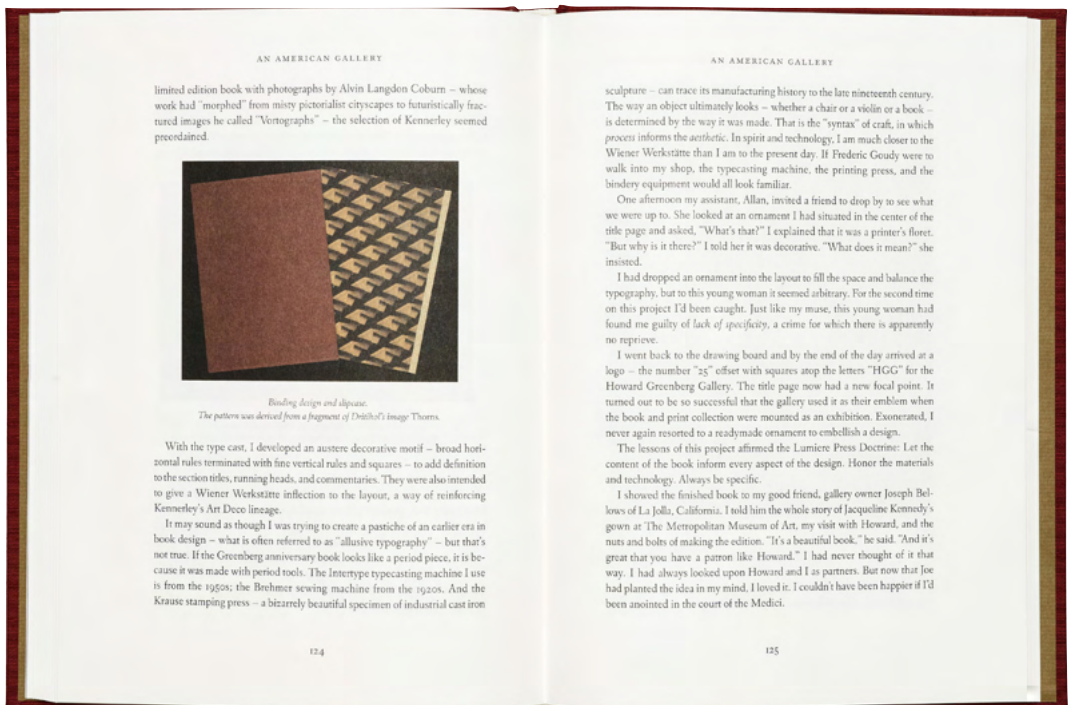 AN AMERICAN GALLERY
limited edition book with photographs by Alvin Langdon Coburn – whose
work had "morphed" from misty pictorialist cityscapes to futuristically frac-
tured images he called "Vortographs" – the selection of Kennerley seemed
preordained.
Binding design and slipcase.
The pattern was derived from a fragment of Drtikol's image Thorns.
With the type cast, I developed an austere decorative motif – broad hori-
zontal rules terminated with fine vertical rules and squares – to add definition
to the section titles, running heads, and commentaries. They were also intended
to give a Wiener Werkstätte inflection to the layout, a way of reinforcing
Kennerley's Art Deco lineage.
It may sound as though I was trying to create a pastiche of an earlier era in
book design – what is often referred to as "allusive typography" – but that's
not true. If the Greenberg anniversary book looks like a period piece, it is be-
cause it was made with period tools. The Intertype typecasting machine I use
is from the 1950s; the Brehmer sewing machine from the 1920s. And the
Krause stamping press – a bizarrely beautiful specimen of industrial cast iron
124
AN AMERICAN GALLERY
sculpture – can trace its manufacturing history to the late nineteenth century.
The way an object ultimately looks – whether a chair or a violin or a book –
is determined by the way it was made. That is the "syntax" of craft, in which
process informs the aesthetic. In spirit and technology, I am much closer to the
Wiener Werkstätte than I am to the present day. If Frederic Goudy were to
walk into my shop, the typecasting machine, the printing press, and the
bindery equipment would all look familiar.
One afternoon my assistant, Allan, invited a friend to drop by to see what
we were up to. She looked at an ornament I had situated in the center of the
title page and asked, "What's that?" I explained that it was a printer's floret.
"But why is it there?" I told her it was decorative. "What does it mean?" she
insisted.
I had dropped an ornament into the layout to fill the space and balance the
typography, but to this young woman it seemed arbitrary. For the second time
on this project I'd been caught. Just like my muse, this young woman had
found me guilty of lack of specificity, a crime for which there is apparently
no reprieve.
I went back to the drawing board and by the end of the day arrived at a
logo – the number "25" offset with squares atop the letters "HGG" for the
Howard Greenberg Gallery. The title page now had a new focal point. It
turned out to be so successful that the gallery used it as their emblem when
the book and print collection were mounted as an exhibition. Exonerated, I
never again resorted to a readymade ornament to embellish a design.
The lessons of this project affirmed the Lumiere Press Doctrine: Let the
content of the book inform every aspect of the design. Honor the materials
and technology. Always be specific.
I showed the finished book to my good friend, gallery owner Joseph Bel-
lows of La Jolla, California. I told him the whole story of Jacqueline Kennedy's
gown at The Metropolitan Museum of Art, my visit with Howard, and the
nuts and bolts of making the edition. "It's a beautiful book," he said. "And it's
great that you have a patron like Howard." I had never thought of it that
way. I had always looked upon Howard and I as partners. But now that Joe
had planted the idea in my mind, I loved it. I couldn't have been happier if I'd
been anointed in the court of the Medici.
125